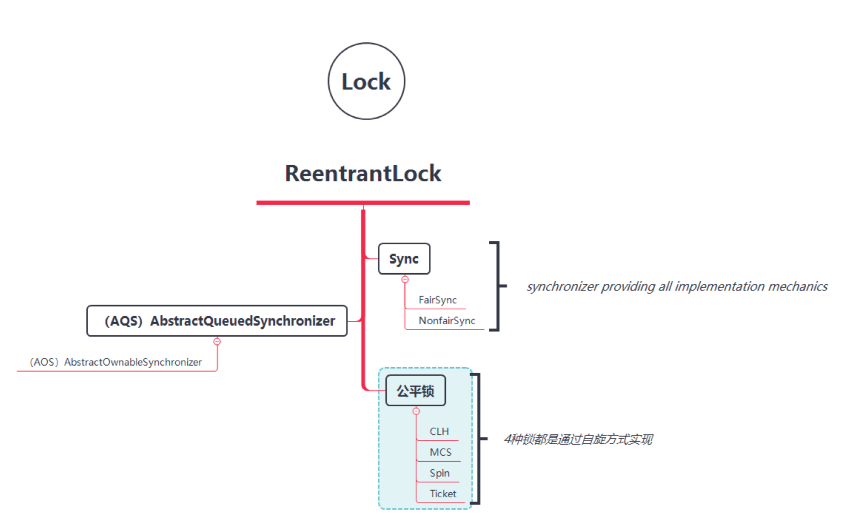 Lock
ReentrantLock
Sync
FairSync
NonfairSync
synchronizer providing all implementation mechanics
（AQS）AbstractQueuedSynchronizer
（AOS）AbstractOwnableSynchronizer
公平锁
CLH
MCS
Spin
Ticket
4种锁都是通过自旋方式实现